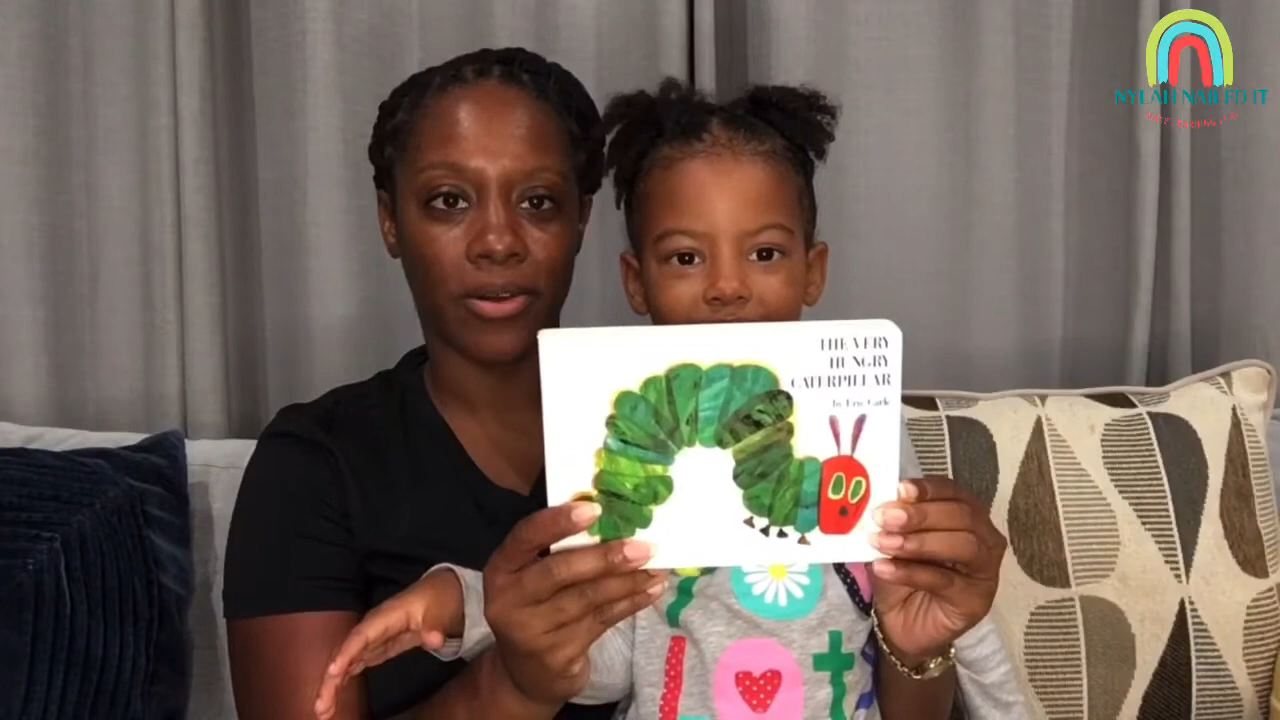 NYLAH NAILED IT
THE VERY
HUNGRY
CATERPILLAR
by Eric Carle